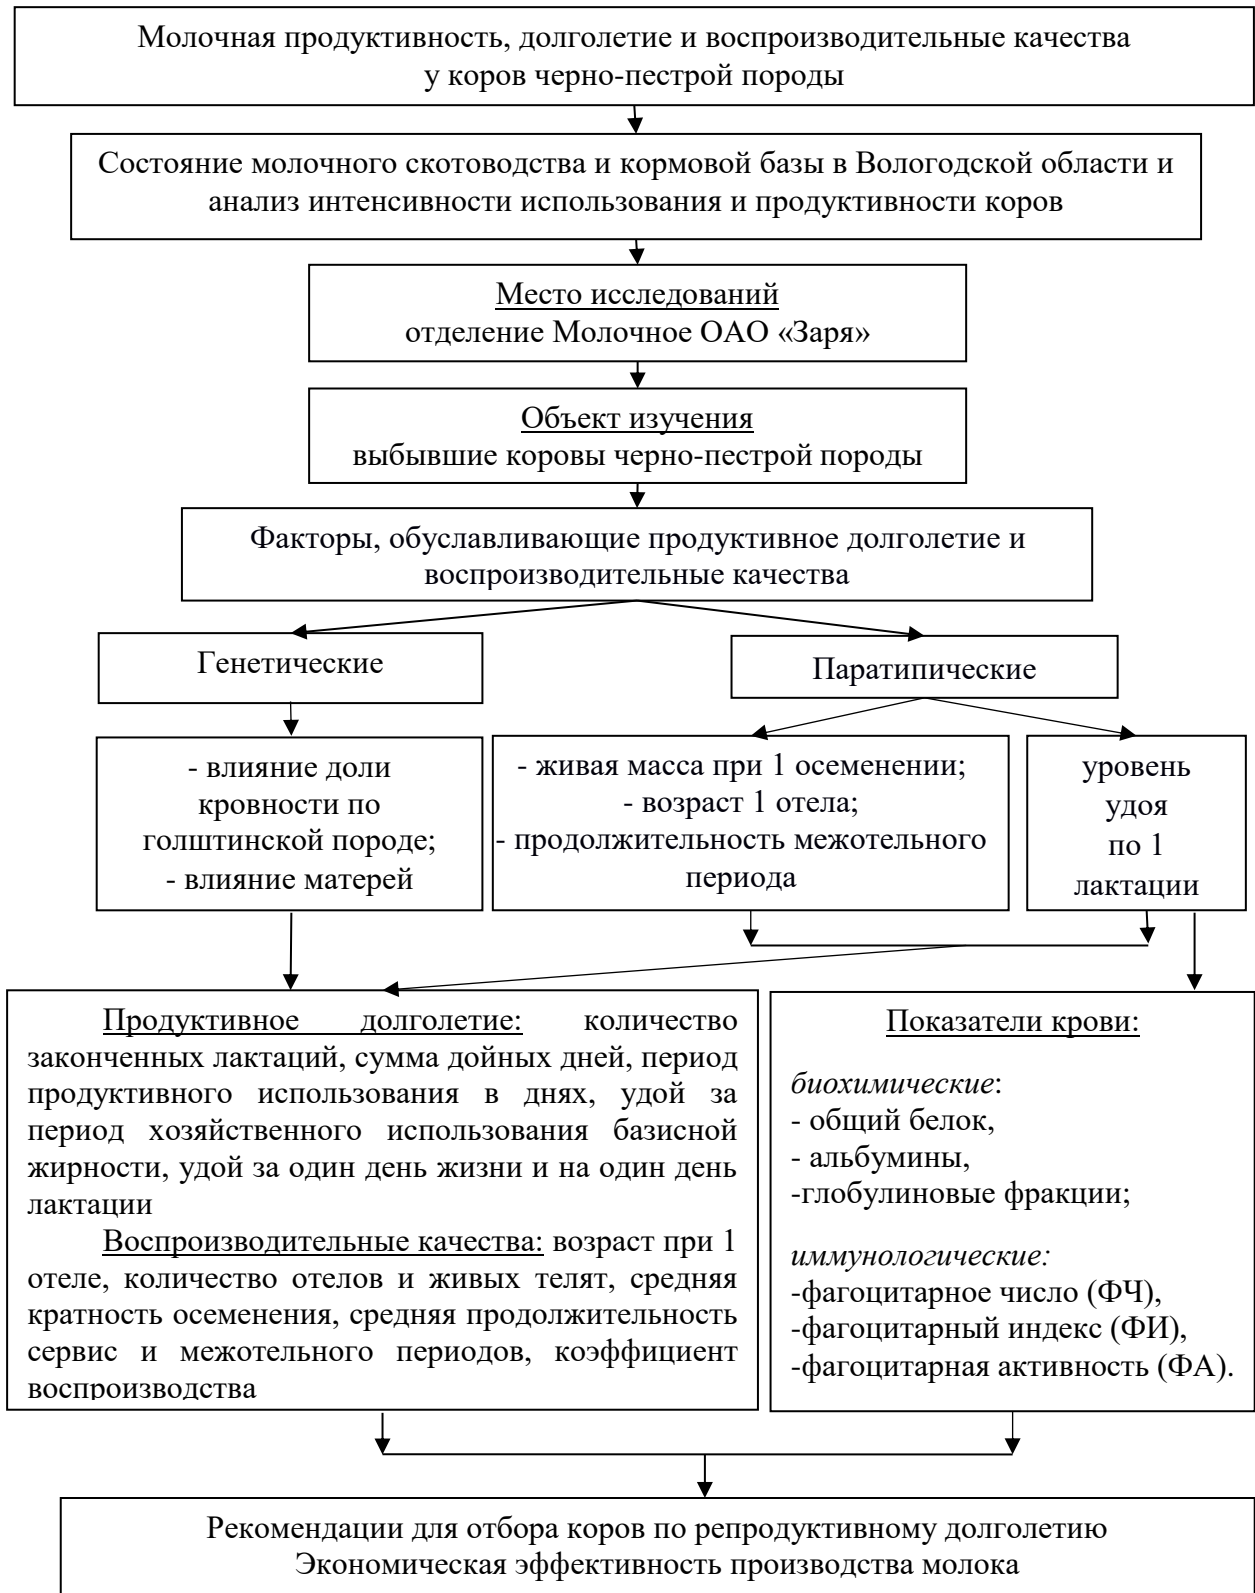 Молочная продуктивность, долголетие и воспроизводительные качества
у коров черно-пестрой породы
Состояние молочного скотоводства и кормовой базы в Вологодской области и
анализ интенсивности использования и продуктивности коров
Место исследований
отделение Молочное ОАО «Заря»
Объект изучения
выбывшие коровы черно-пестрой породы
Факторы, обуславливающие продуктивное долголетие и
воспроизводительные качества
Генетические
Паратипические
- влияние доли
кровности по
голштинской породе;
- влияние матерей
- живая масса при 1 осеменении;
- возраст 1 отела;
- продолжительность межотельного
периода
уровень
удоя
по 1
лактации
Продуктивное долголетие: количество
законченных лактаций, сумма дойных дней, период
продуктивного использования в днях, удой за
период хозяйственного использования базисной
жирности, удой за один день жизни и на один день
лактации
Воспроизводительные качества: возраст при 1
отеле, количество отелов и живых телят, средняя
кратность осеменения, средняя продолжительность
сервис и межотельного периодов, коэффициент
воспроизводства
Показатели крови:
биохимические:
- общий белок,
- альбумины,
-глобулиновые фракции;
иммунологические:
-фагоцитарное число (ФЧ),
-фагоцитарный индекс (ФИ),
-фагоцитарная активность (ФА).
Рекомендации для отбора коров по репродуктивному долголетию
Экономическая эффективность производства молока